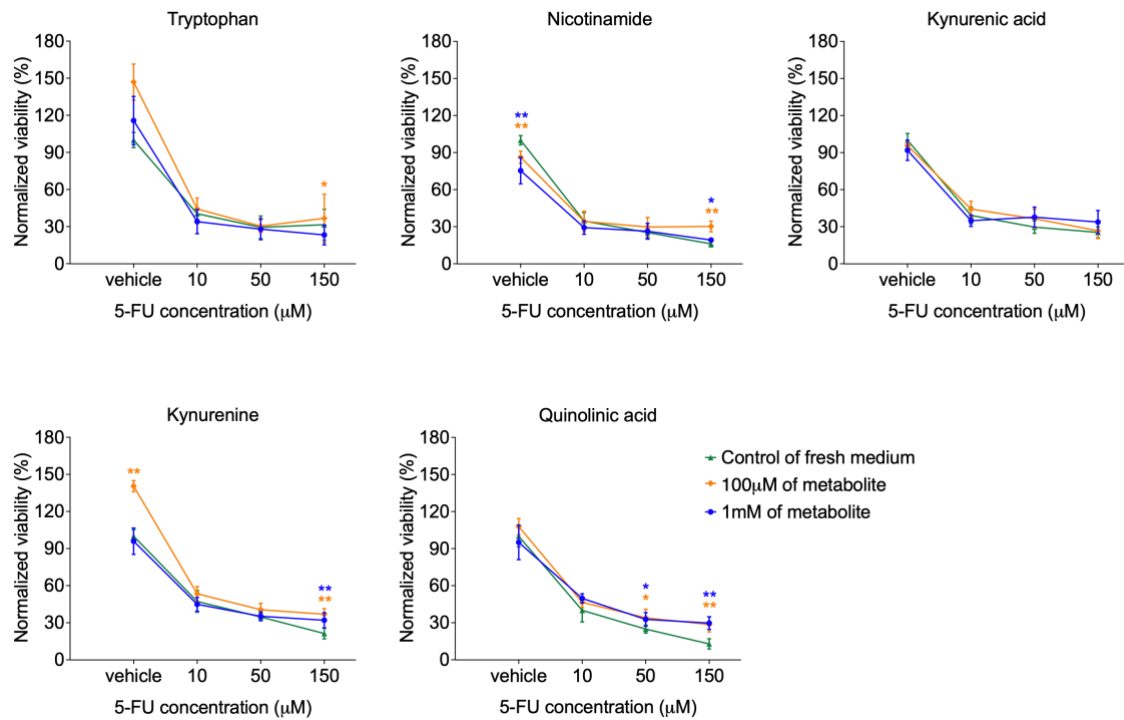 Tryptophan
Normalized viability (%)
180
150
120
90
60
30
0
*
vehicle 10 50 150
5-FU concentration (μM)
Nicotinamide
Normalized viability (%)
180
150
120
90
60
30
0
**
**
*
**
vehicle 10 50 150
5-FU concentration (μM)
Kynurenic acid
Normalized viability (%)
180
150
120
90
60
30
0
vehicle 10 50 150
5-FU concentration (μM)
Kynurenine
Normalized viability (%)
180
150
120
90
60
30
0
**
**
**
vehicle 10 50 150
5-FU concentration (μM)
Quinolinic acid
Normalized viability (%)
180
150
120
90
60
30
0
*
*
**
**
vehicle 10 50 150
5-FU concentration (μM)
Control of fresh medium
100μM of metabolite
1mM of metabolite